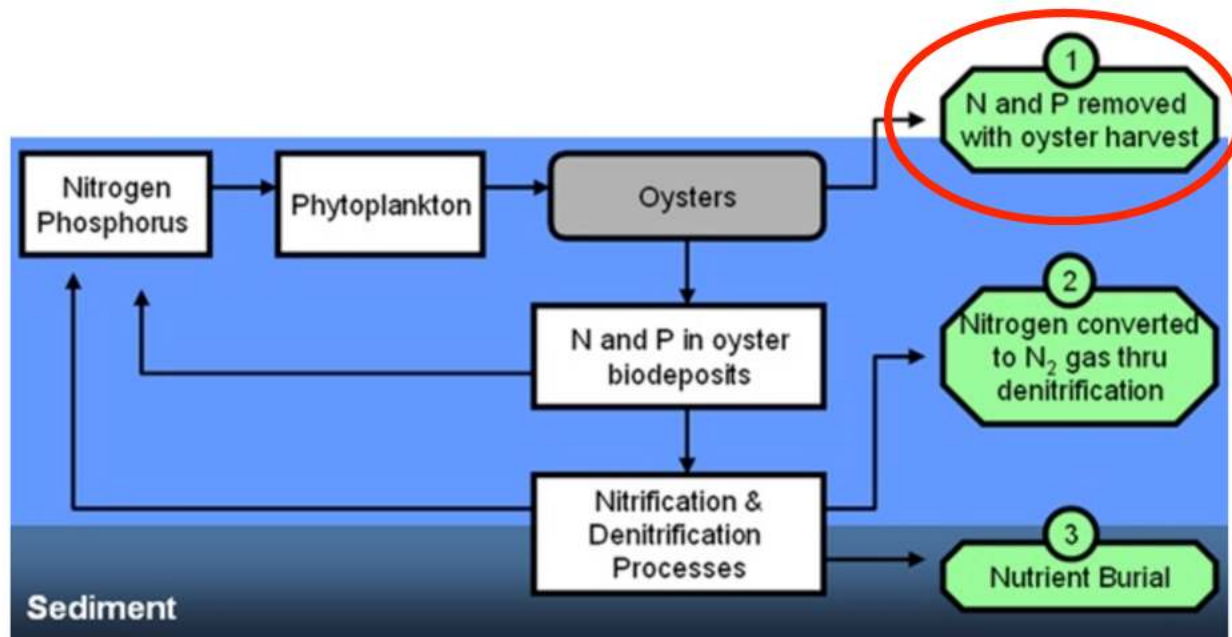 1
N and P removed
with oyster harvest
Nitrogen
Phosphorus
Phytoplankton
Oysters
2
Nitrogen converted
to N₂ gas thru
denitrification
N and P in oyster
biodeposits
Nitrification &
Denitrification
Processes
3
Nutrient Burial
Sediment